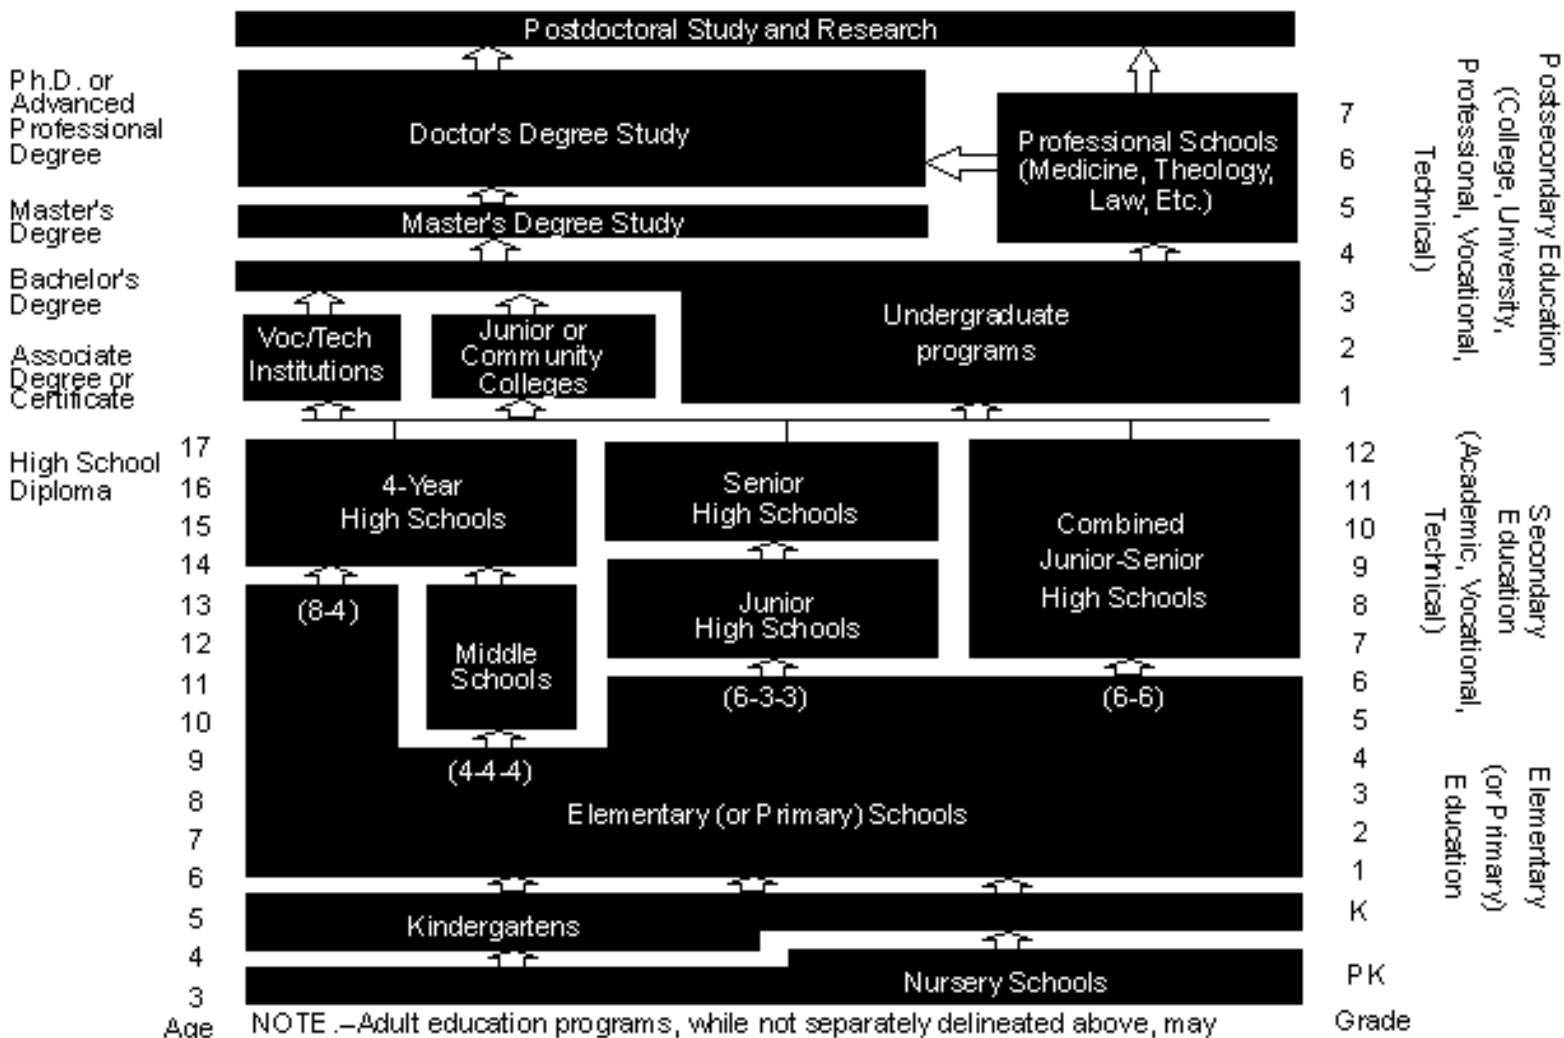 Postdoctoral Study and Research
Ph.D. or
Advanced
Professional
Degree
Doctor's Degree Study
Professional Schools
(Medicine, Theology,
Law, Etc.)
7
6
5
Master's
Degree
Master's Degree Study
4
Bachelor's
Degree
3
Undergraduate
programs
Voc/Tech
Institutions
Junior or
Community
Colleges
2
Associate
Degree or
Certificate
1
Postsecondary Education
(College, University,
Professional, Vocational,
Technical)
High School
Diploma
17
16
15
14
13
12
11
10
9
8
7
6
5
4
3
Age
4-Year
High Schools
Senior
High Schools
Combined
Junior-Senior
High Schools
(8-4)
Middle
Schools
Junior
High Schools
(6-3-3)
(6-6)
(4-4-4)
Elementary (or Primary) Schools
Kindergartens
Nursery Schools
12
11
10
9
8
7
6
5
4
3
2
1
K
PK
Grade
Secondary
Education
(Academic, Vocational,
Technical)
Elementary
(or Primary)
Education
NOTE.--Adult education programs, while not separately delineated above, may